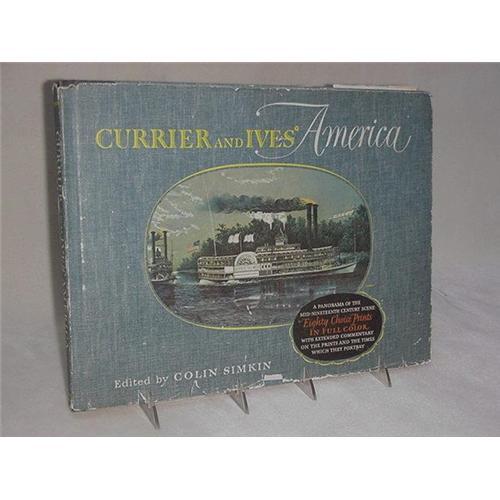 CURRIER AND IVES' America
A PANORAMA OF THE
MID-NINETEENTH CENTURY SCENE
Eighty Choice Prints
IN FULL COLOR
WITH EXTENDED COMMENTARY
ON THE PRINTS AND THE TIMES
WHICH THEY PORTRAY
Edited by COLIN SIMKIN